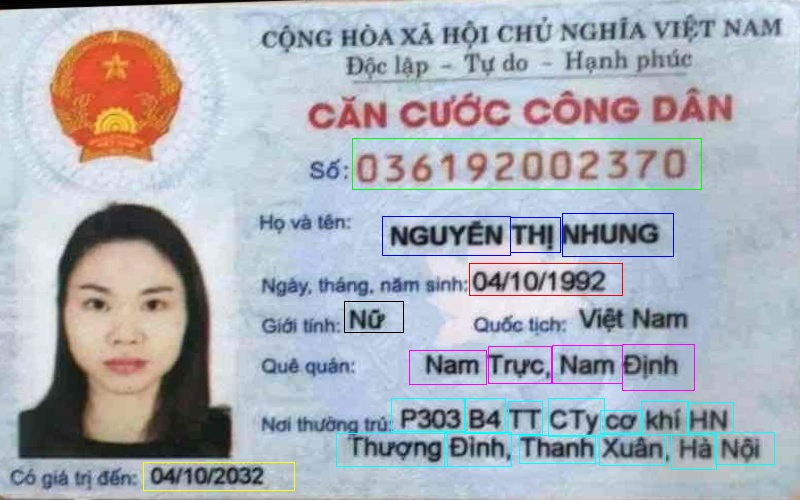 CỘNG HÒA XÃ HỘI CHỦ NGHĨA VIỆT NAM
Độc lập - Tự do - Hạnh phúc
CĂN CƯỚC CÔNG DÂN
Số: 036192002370
Họ và tên: NGUYỄN THỊ NHUNG
Ngày, tháng, năm sinh: 04/10/1992
Giới tính: Nữ Quốc tịch: Việt Nam
Quê quán: Nam Trực, Nam Định
Nơi thường trú: P303 B4 TT CTy cơ khí HN
Thượng Đình, Thanh Xuân, Hà Nội
Có giá trị đến: 04/10/2032